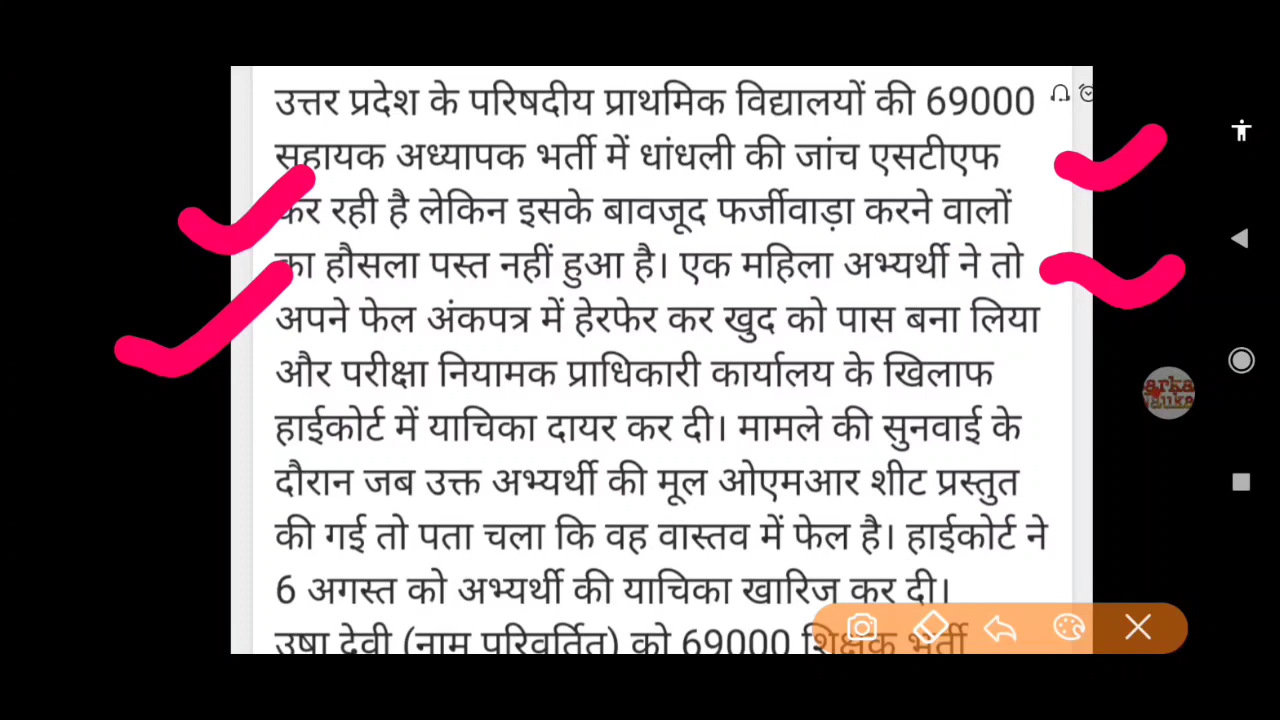 उत्तर प्रदेश के परिषदीय प्राथमिक विद्यालयों की 69000
सहायक अध्यापक भर्ती में धांधली की जांच एसटीएफ
कर रही है लेकिन इसके बावजूद फर्जीवाड़ा करने वालों
का हौसला पस्त नहीं हुआ है। एक महिला अभ्यर्थी ने तो
अपने फेल अंकपत्र में हेरफेर कर खुद को पास बना लिया
और परीक्षा नियामक प्राधिकारी कार्यालय के खिलाफ
हाईकोर्ट में याचिका दायर कर दी। मामले की सुनवाई के
दौरान जब उक्त अभ्यर्थी की मूल ओएमआर शीट प्रस्तुत
की गई तो पता चला कि वह वास्तव में फेल है। हाईकोर्ट ने
6 अगस्त को अभ्यर्थी की याचिका खारिज कर दी।
उषा देवी (नाम परिवर्तित) को 69000 शिक्षक भर्ती